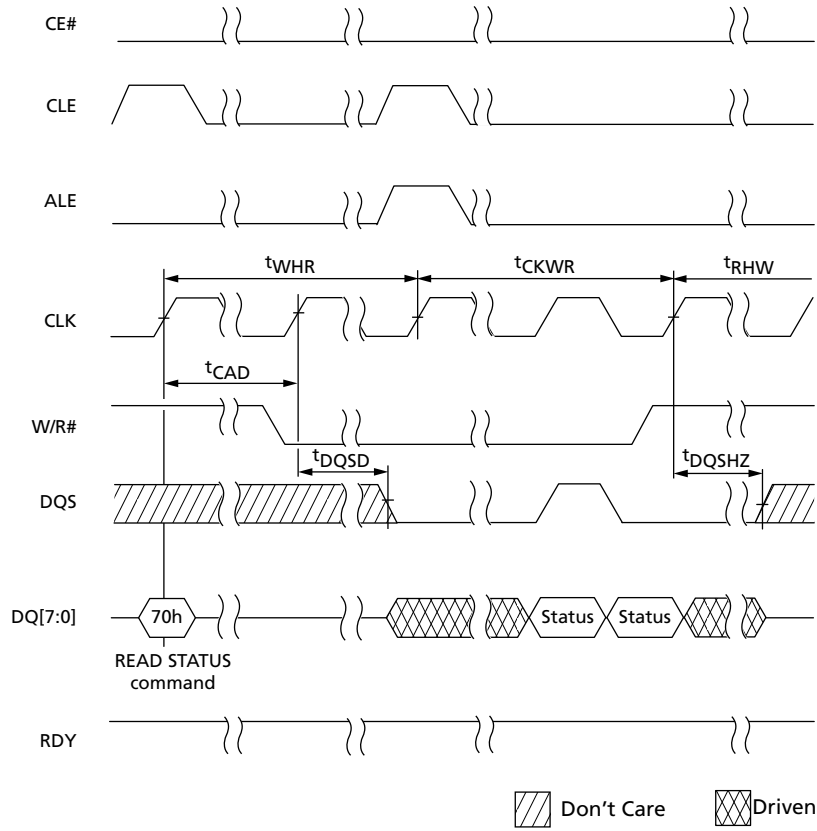 CE#
CLE
ALE
tWHR tCKWR tRHW
CLK
tCAD
W/R#
tDQSD tDQSHZ
DQS
DQ[7:0] 70h Status Status
READ STATUS
command
RDY
Don't Care Driven